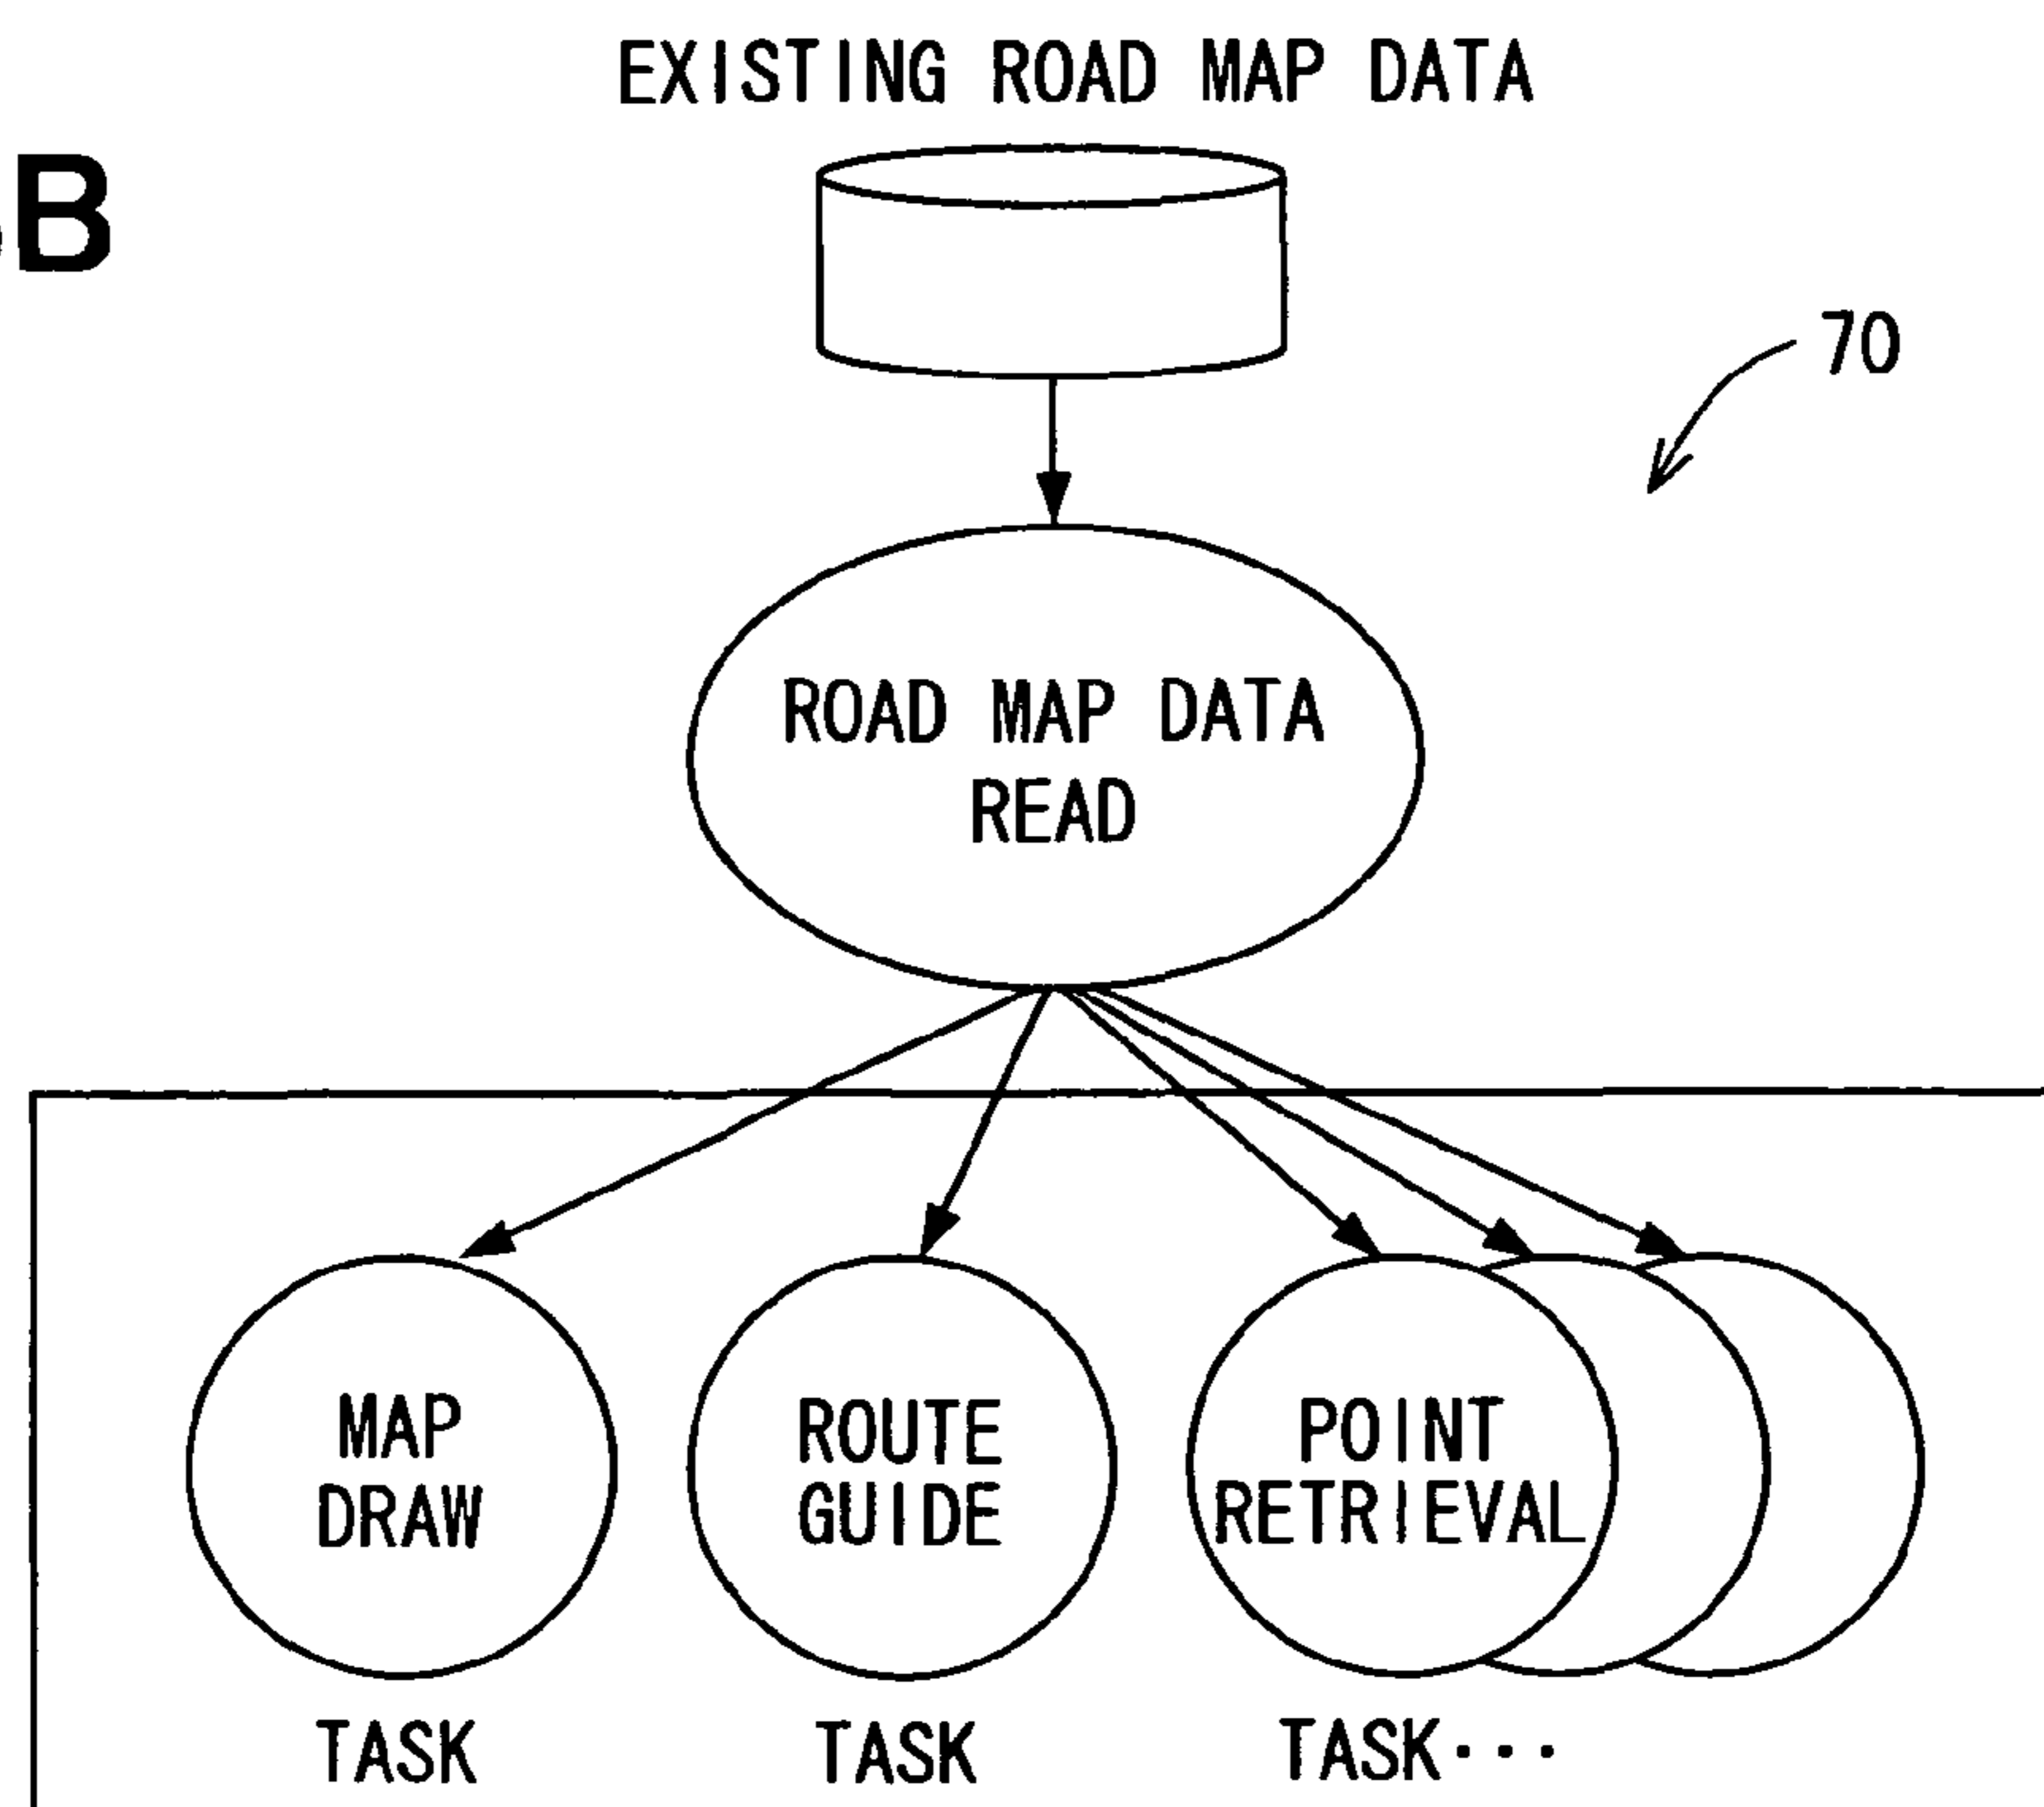 EXISTING ROAD MAP DATA
B
70
ROAD MAP DATA
READ
MAP
DRAW
ROUTE
GUIDE
POINT
RETRIEVAL
TASK
TASK
TASK···